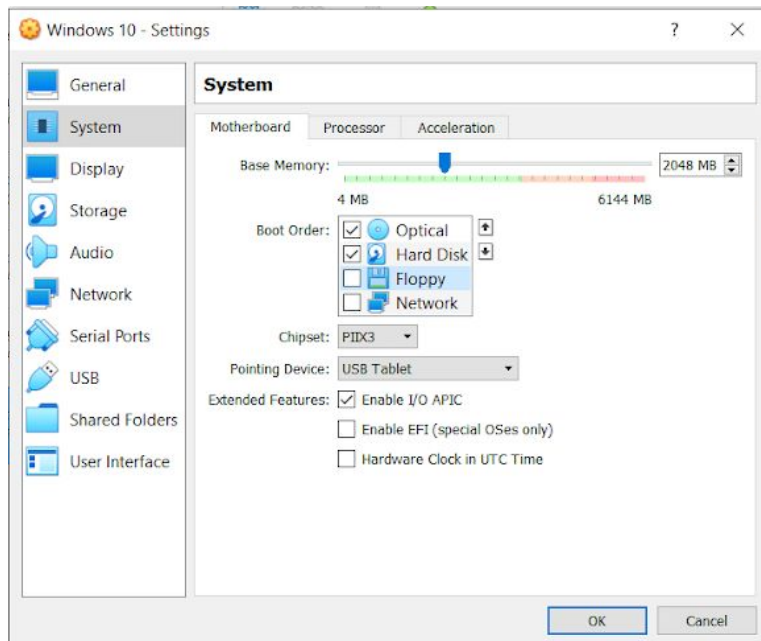 Windows 10 - Settings
?
General
System
Display
Storage
Audio
Network
Serial Ports
USB
Shared Folders
User Interface
System
Motherboard Processor Acceleration
Base Memory: 2048 MB
4 MB 6144 MB
Boot Order: Optical
Hard Disk
Floppy
Network
Chipset: PIIX3
Pointing Device: USB Tablet
Extended Features: Enable I/O APIC
Enable EFI (special OSes only)
Hardware Clock in UTC Time
OK Cancel